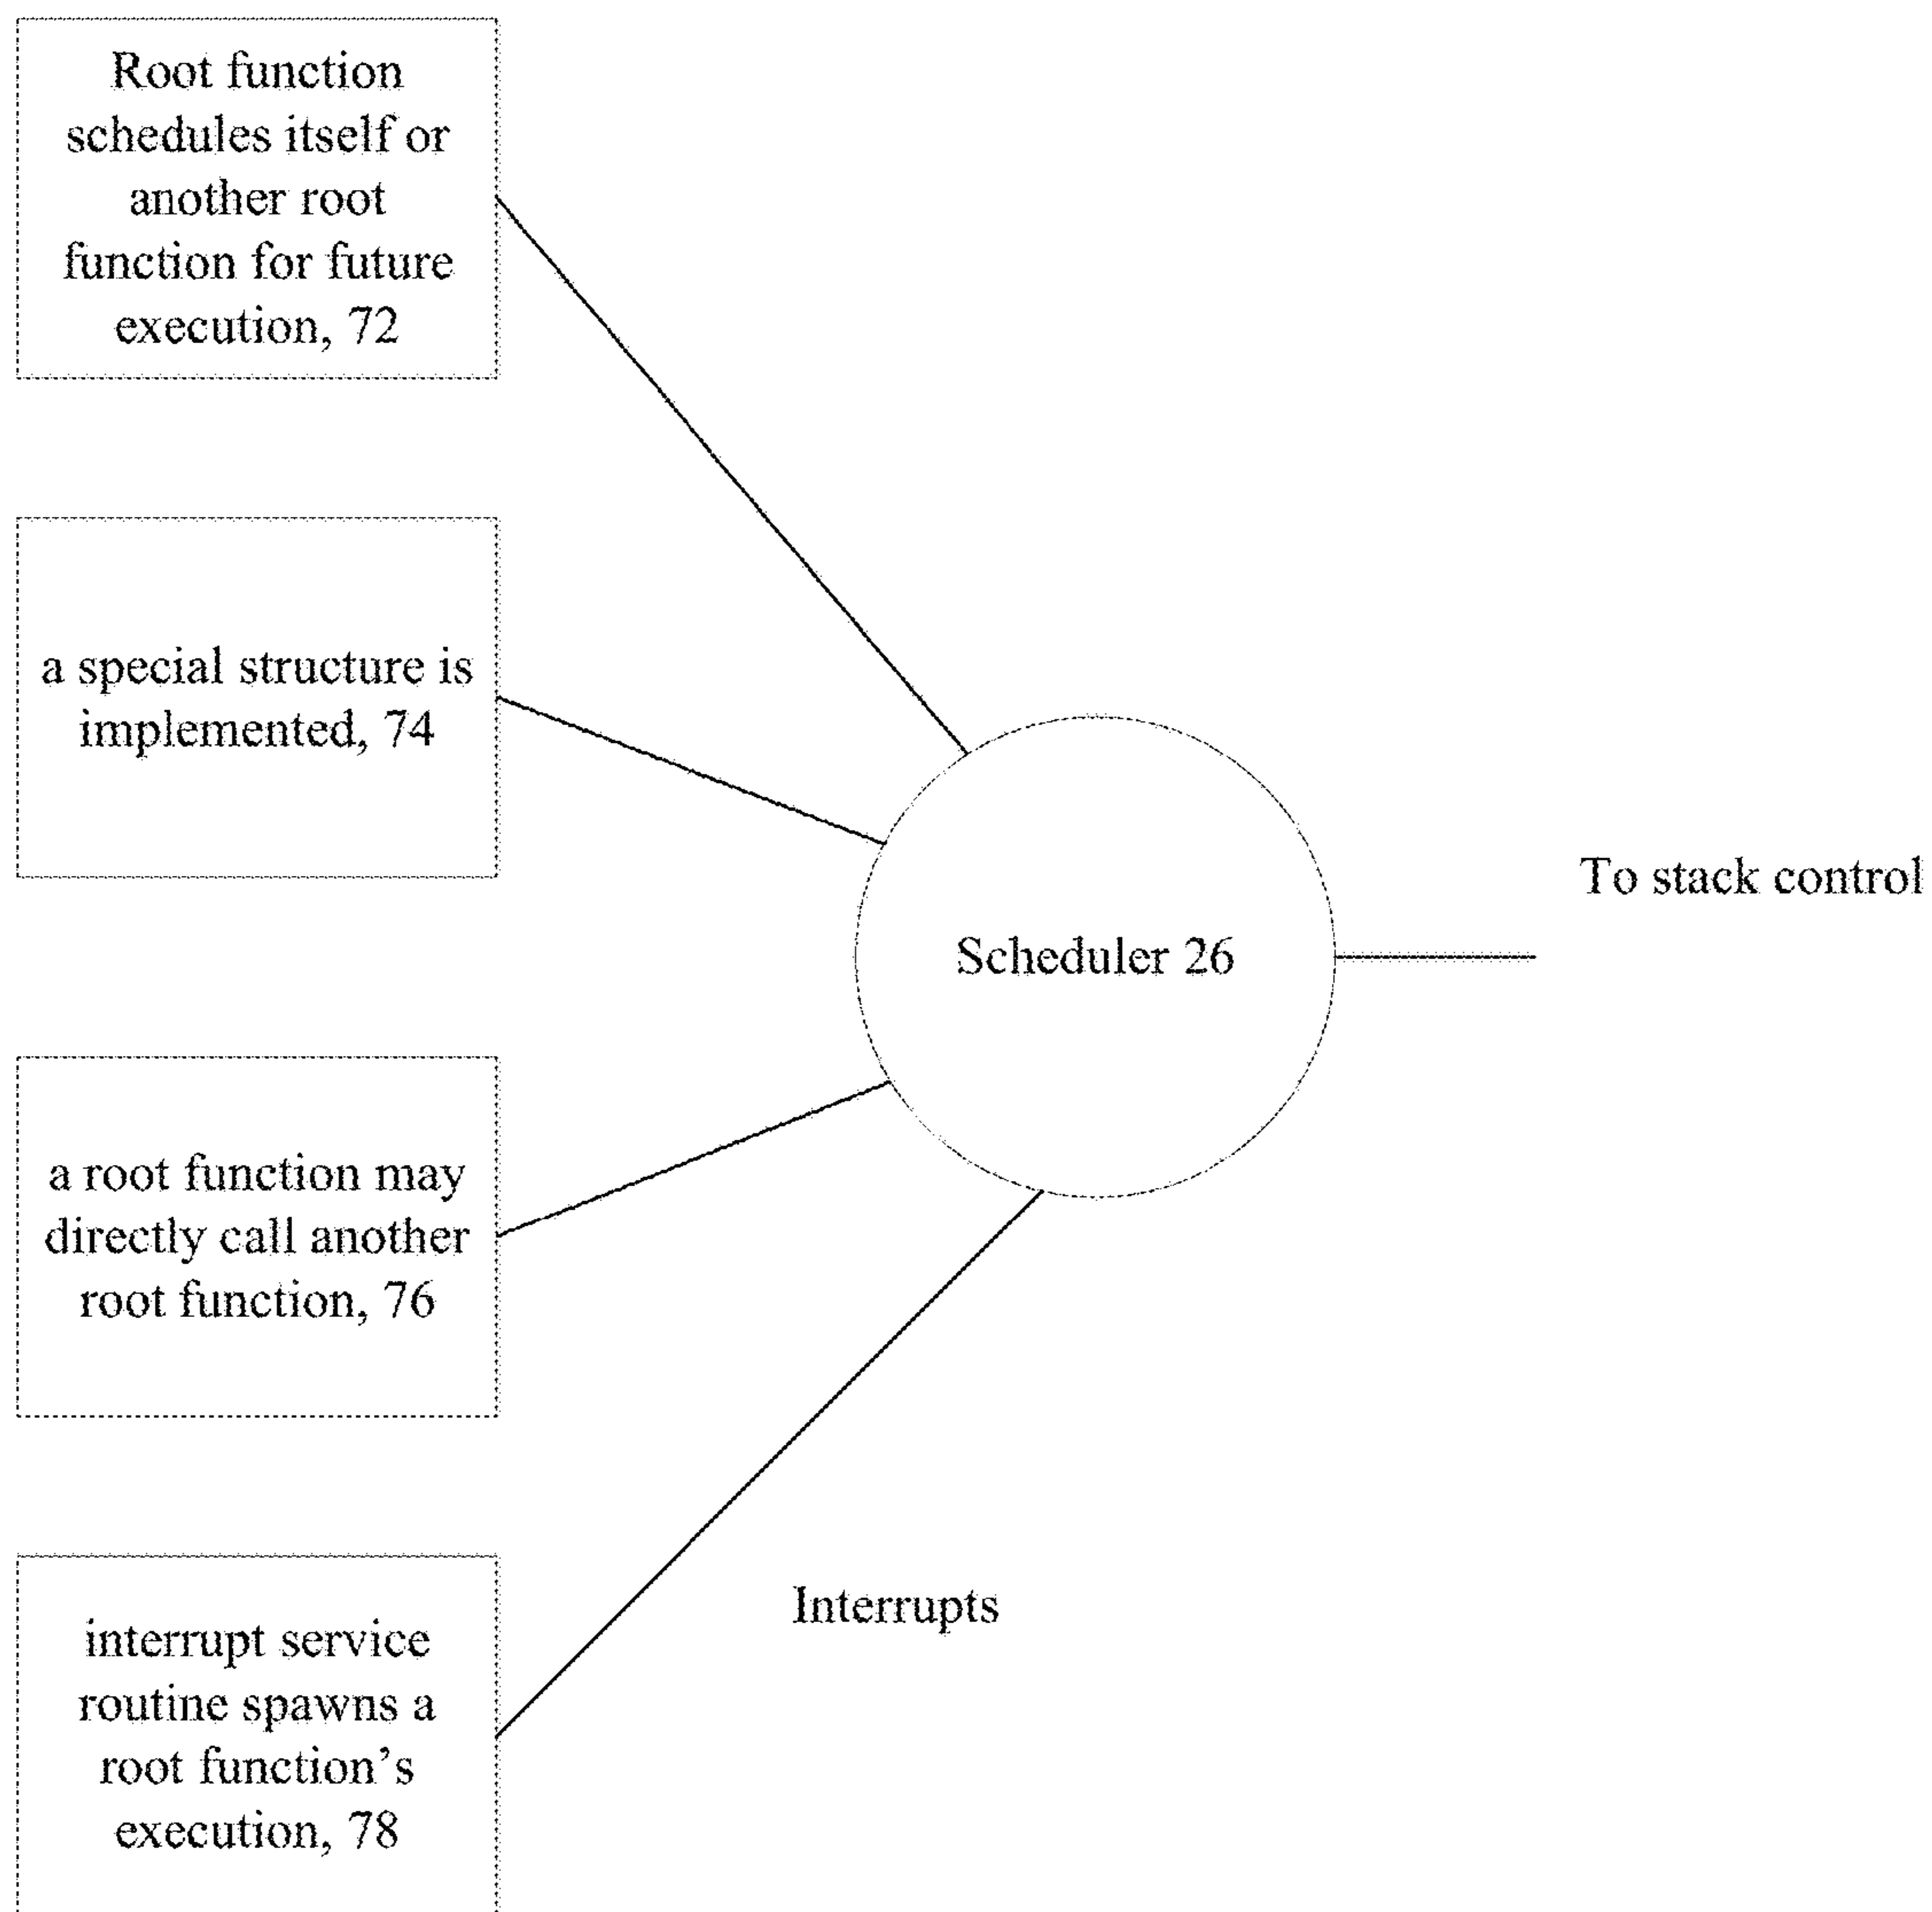 Root function
schedules itself or
another root
function for future
execution, 72
a special structure is
implemented, 74
To stack control
Scheduler 26
a root function may
directly call another
root function, 76
Interrupts
interrupt service
routine spawns a
root function’s
execution, 78